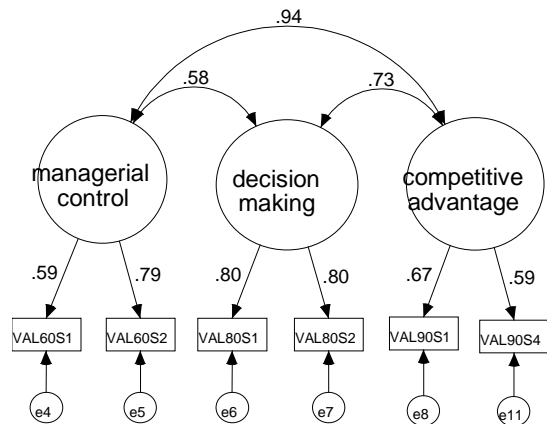 .94
.58
.73
managerial
control
decision
making
competitive
advantage
.59
.79
.80
.80
.67
.59
VAL60S1
VAL60S2
VAL80S1
VAL80S2
VAL90S1
VAL90S4
e4
e5
e6
e7
e8
e11